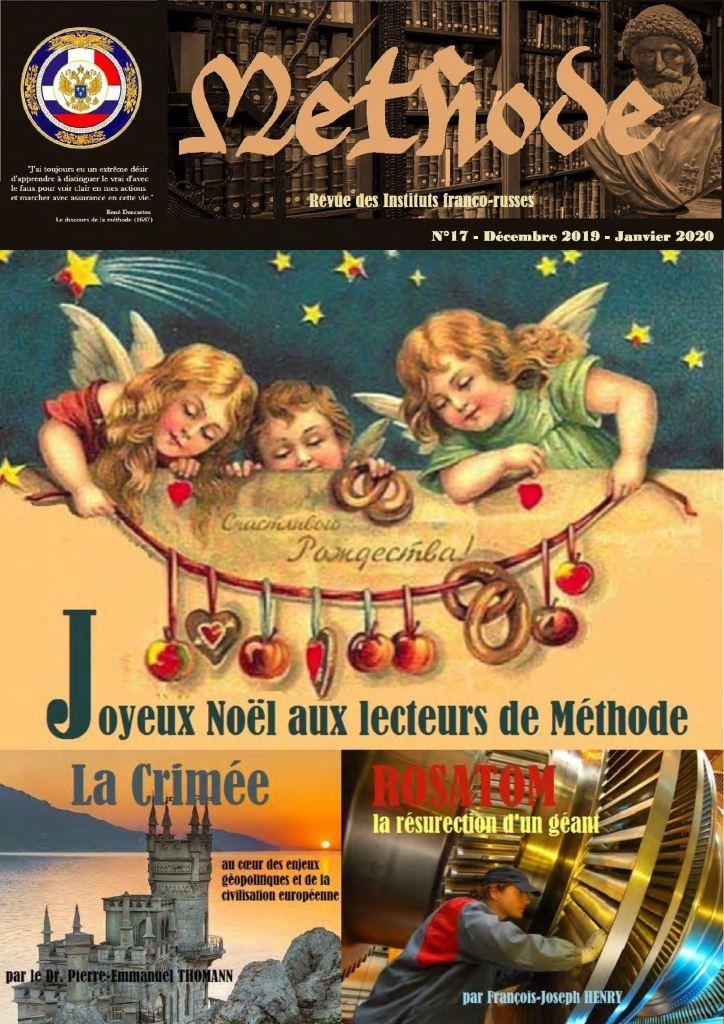 Méthode
"J'ai toujours eu un extrême désir
d'apprendre à distinguer le vrai d'avec
le faux pour voir clair en mes actions
et marcher avec assurance en cette vie."
René Descartes
Le discours de la méthode (1637)
Revue des Instituts franco-russes
N°17 - Décembre 2019 - Janvier 2020
Счастливого
Рождества!
Joyeux Noël aux lecteurs de Méthode
La Crimée
au cœur des enjeux
géopolitiques et de la
civilisation européenne
par le Dr. Pierre-Emmanuel THOMANN
ROSATOM
la résurection d'un géant
par François-Joseph HENRY